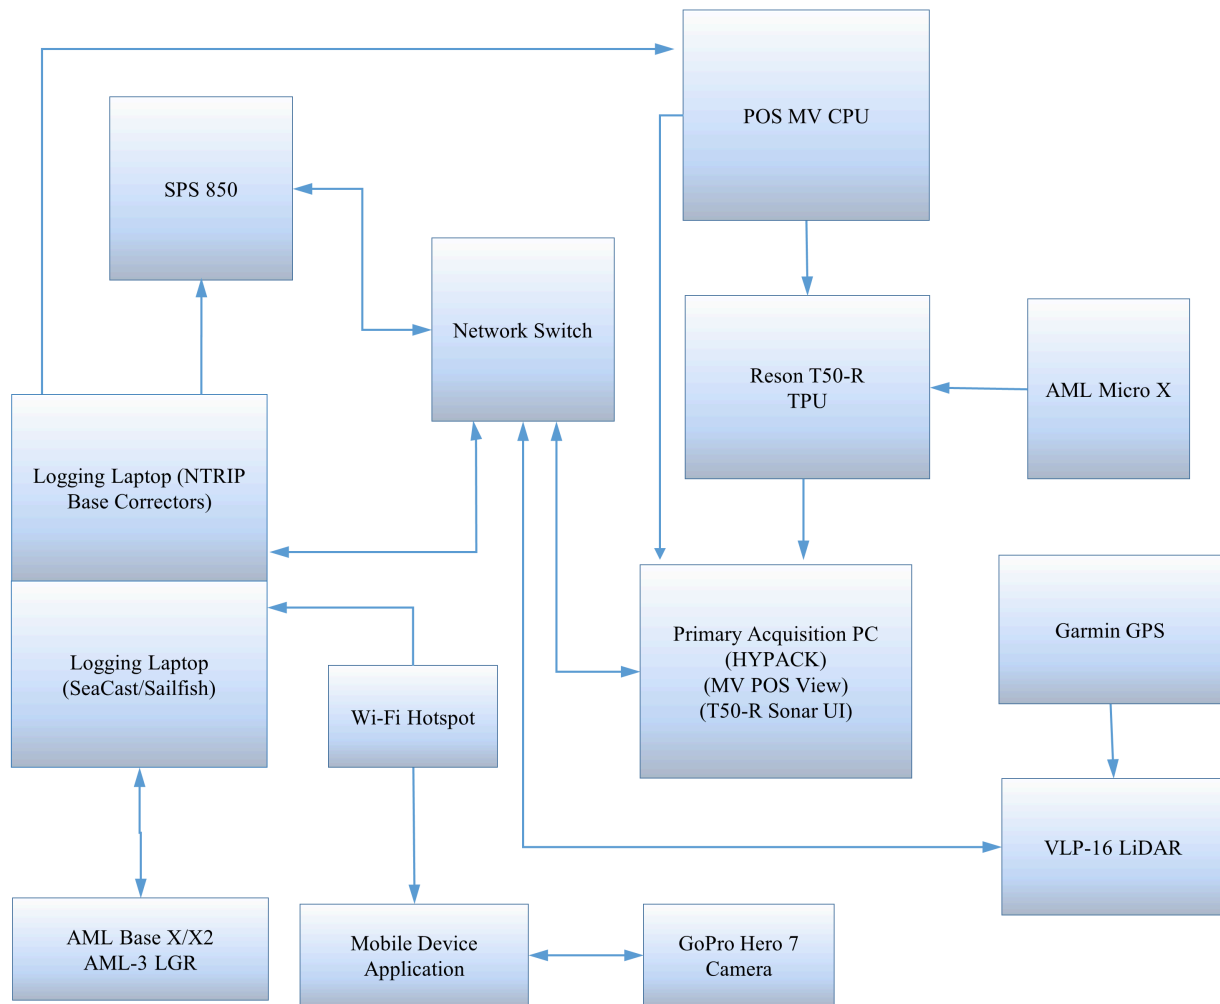 POS MV CPU
SPS 850
Network Switch
Reson T50-R
TPU
AML Micro X
Logging Laptop (NTRIP
Base Correctors)
Logging Laptop
(SeaCast/Sailfish)
Wi-Fi Hotspot
Primary Acquisition PC
(HYPACK)
(MV POS View)
(T50-R Sonar UI)
Garmin GPS
VLP-16 LiDAR
AML Base X/X2
AML-3 LGR
Mobile Device
Application
GoPro Hero 7
Camera